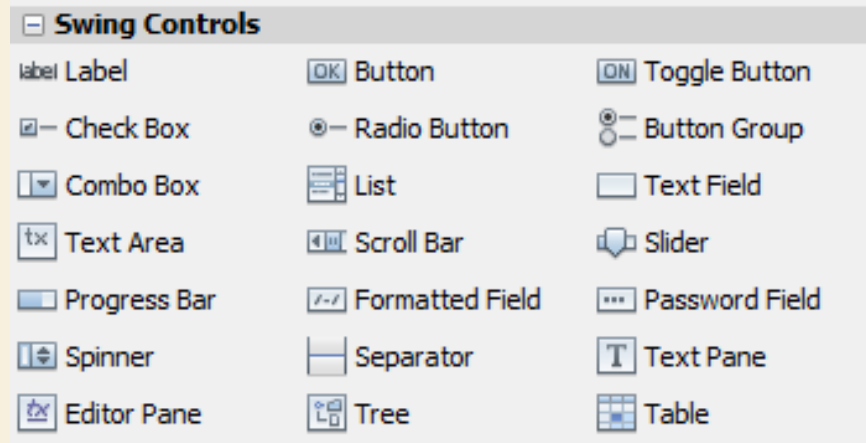 Swing Controls
label Label OK Button ON Toggle Button
Check Box Radio Button Button Group
Combo Box List Text Field
tx Text Area Scroll Bar Slider
Progress Bar Formatted Field Password Field
Spinner Separator T Text Pane
tx Editor Pane Tree Table